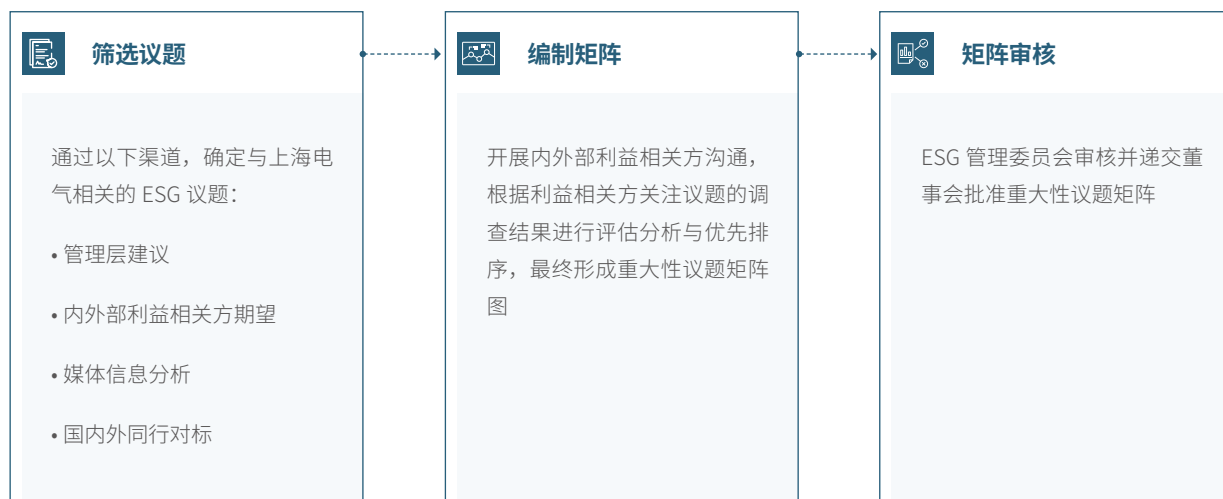 筛选议题
通过以下渠道，确定与上海电
气相关的 ESG 议题：
• 管理层建议
• 内外部利益相关方期望
• 媒体信息分析
• 国内外同行对标
编制矩阵
开展内外部利益相关方沟通，
根据利益相关方关注议题的调
查结果进行评估分析与优先排
序，最终形成重大性议题矩阵
图
矩阵审核
ESG 管理委员会审核并递交董
事会批准重大性议题矩阵